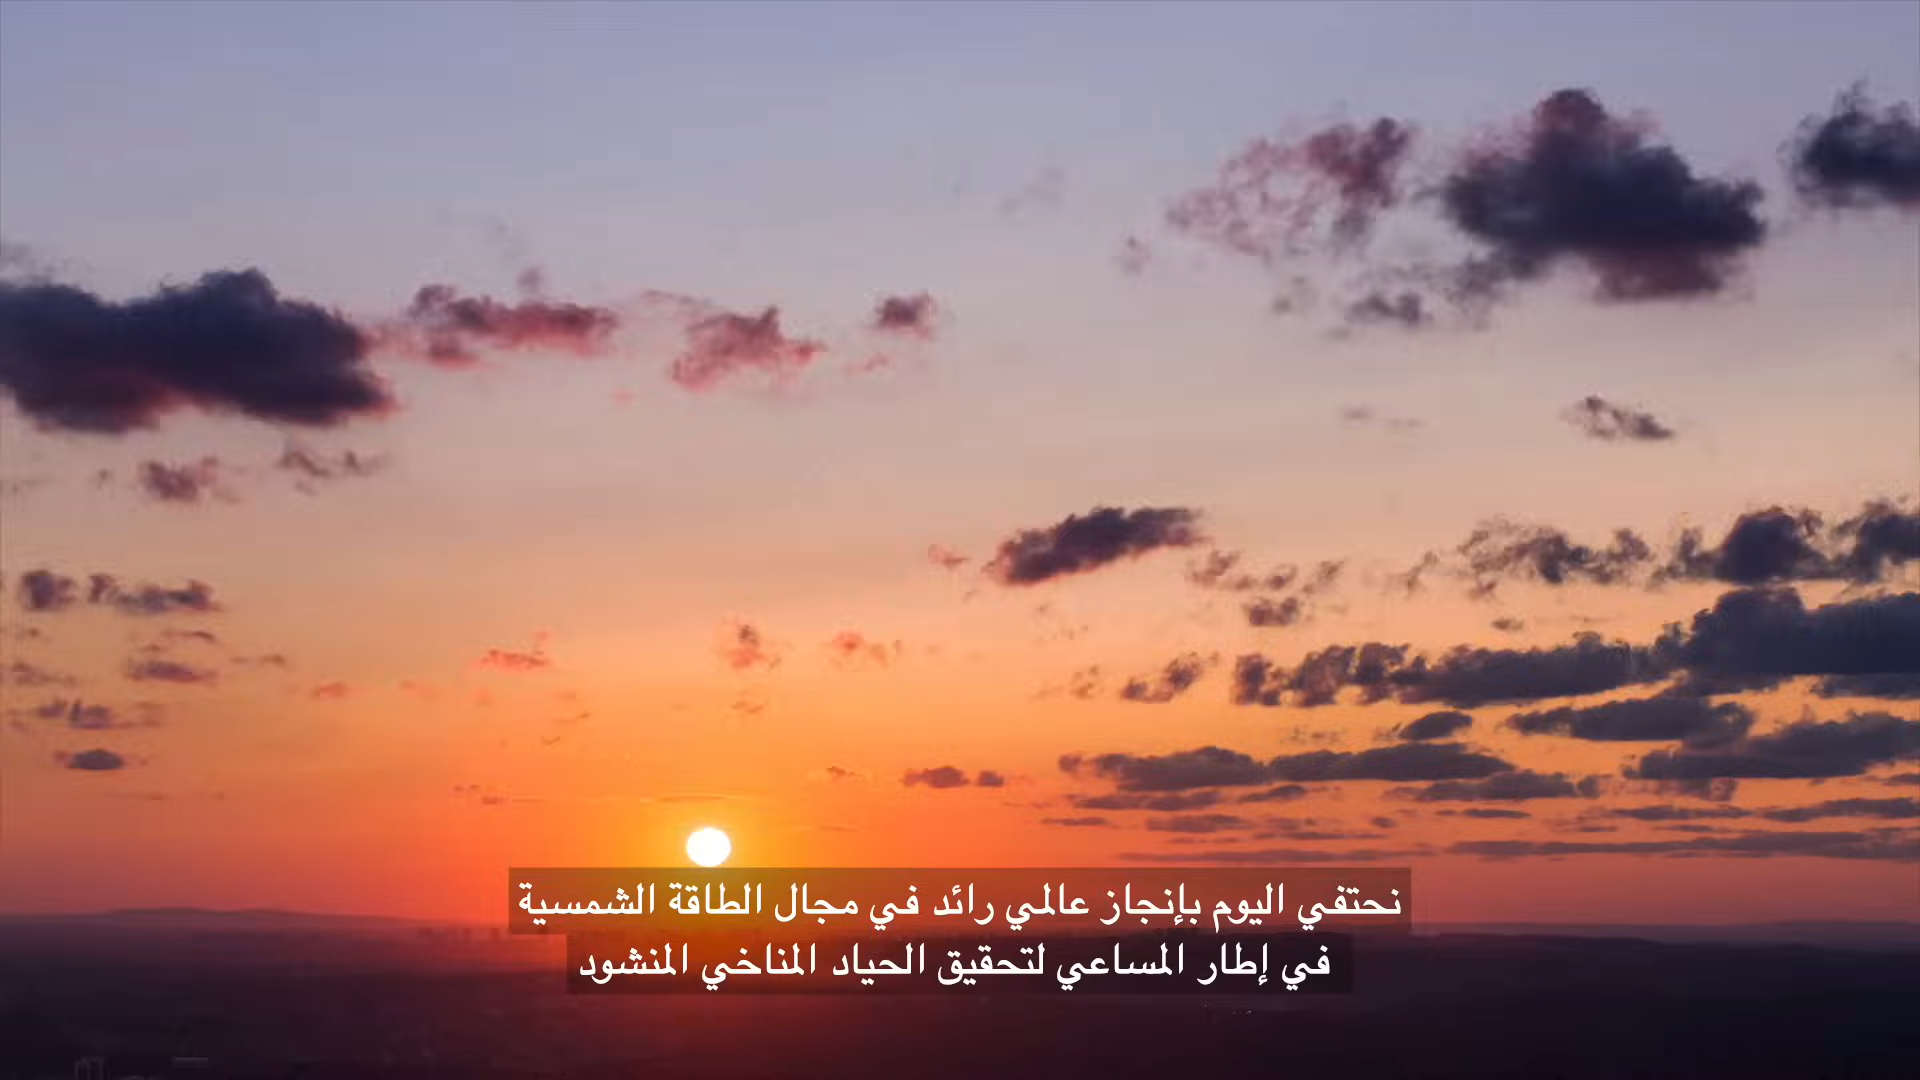 نحتفي اليوم بإنجاز عالمي رائد في مجال الطاقة الشمسية
في إطار المساعي لتحقيق الحياد المناخي المنشود